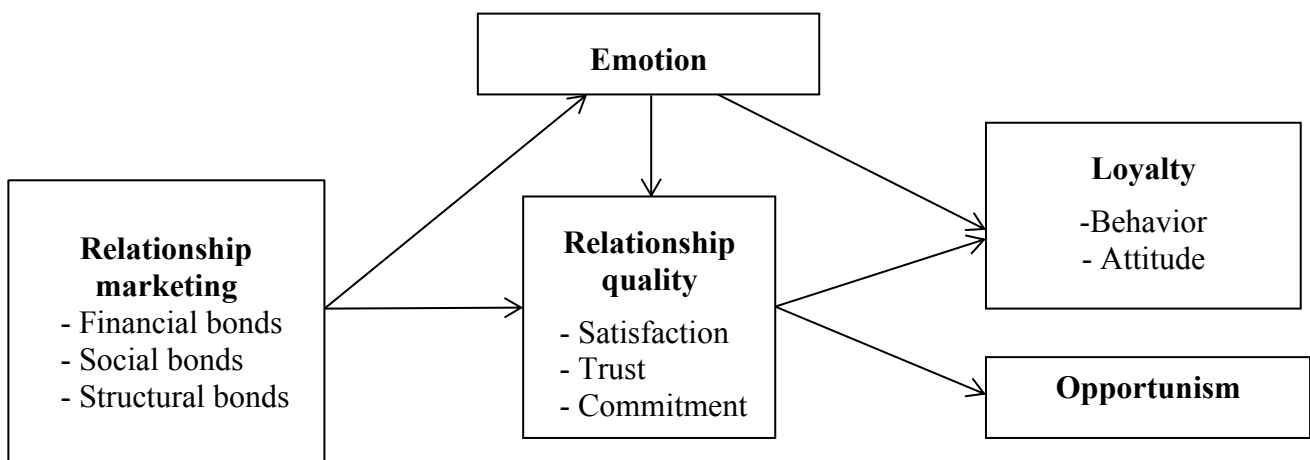 Emotion
Relationship
marketing
- Financial bonds
- Social bonds
- Structural bonds
Relationship
quality
- Satisfaction
- Trust
- Commitment
Loyalty
-Behavior
- Attitude
Opportunism